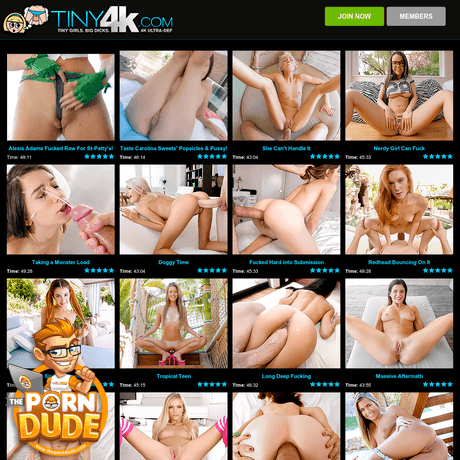 TINY4K.COM
TINY GIRLS. BIG DICKS. 4K ULTRA-DEF
JOIN NOW
MEMBERS
Alexis Adams Fucked Raw For St-Patty's!
Time: 49:11
Taste Carolina Sweets' Popsicles & Pussy!
Time: 46:14
She Can't Handle It
Time: 43:04
Nerdy Girl Can Fuck
Time: 45:33
Taking a Monster Load
Time: 49:28
Doggy Time
Time: 43:04
Fucked Hard into Submission
Time: 45:33
Redhead Bouncing On It
Time: 49:28
Tropical Teen
Time: 45:15
Long Deep Fucking
Time: 48:32
Massive Aftermath
Time: 43:55
THE
PORN
DUDE
www.theporndude.com